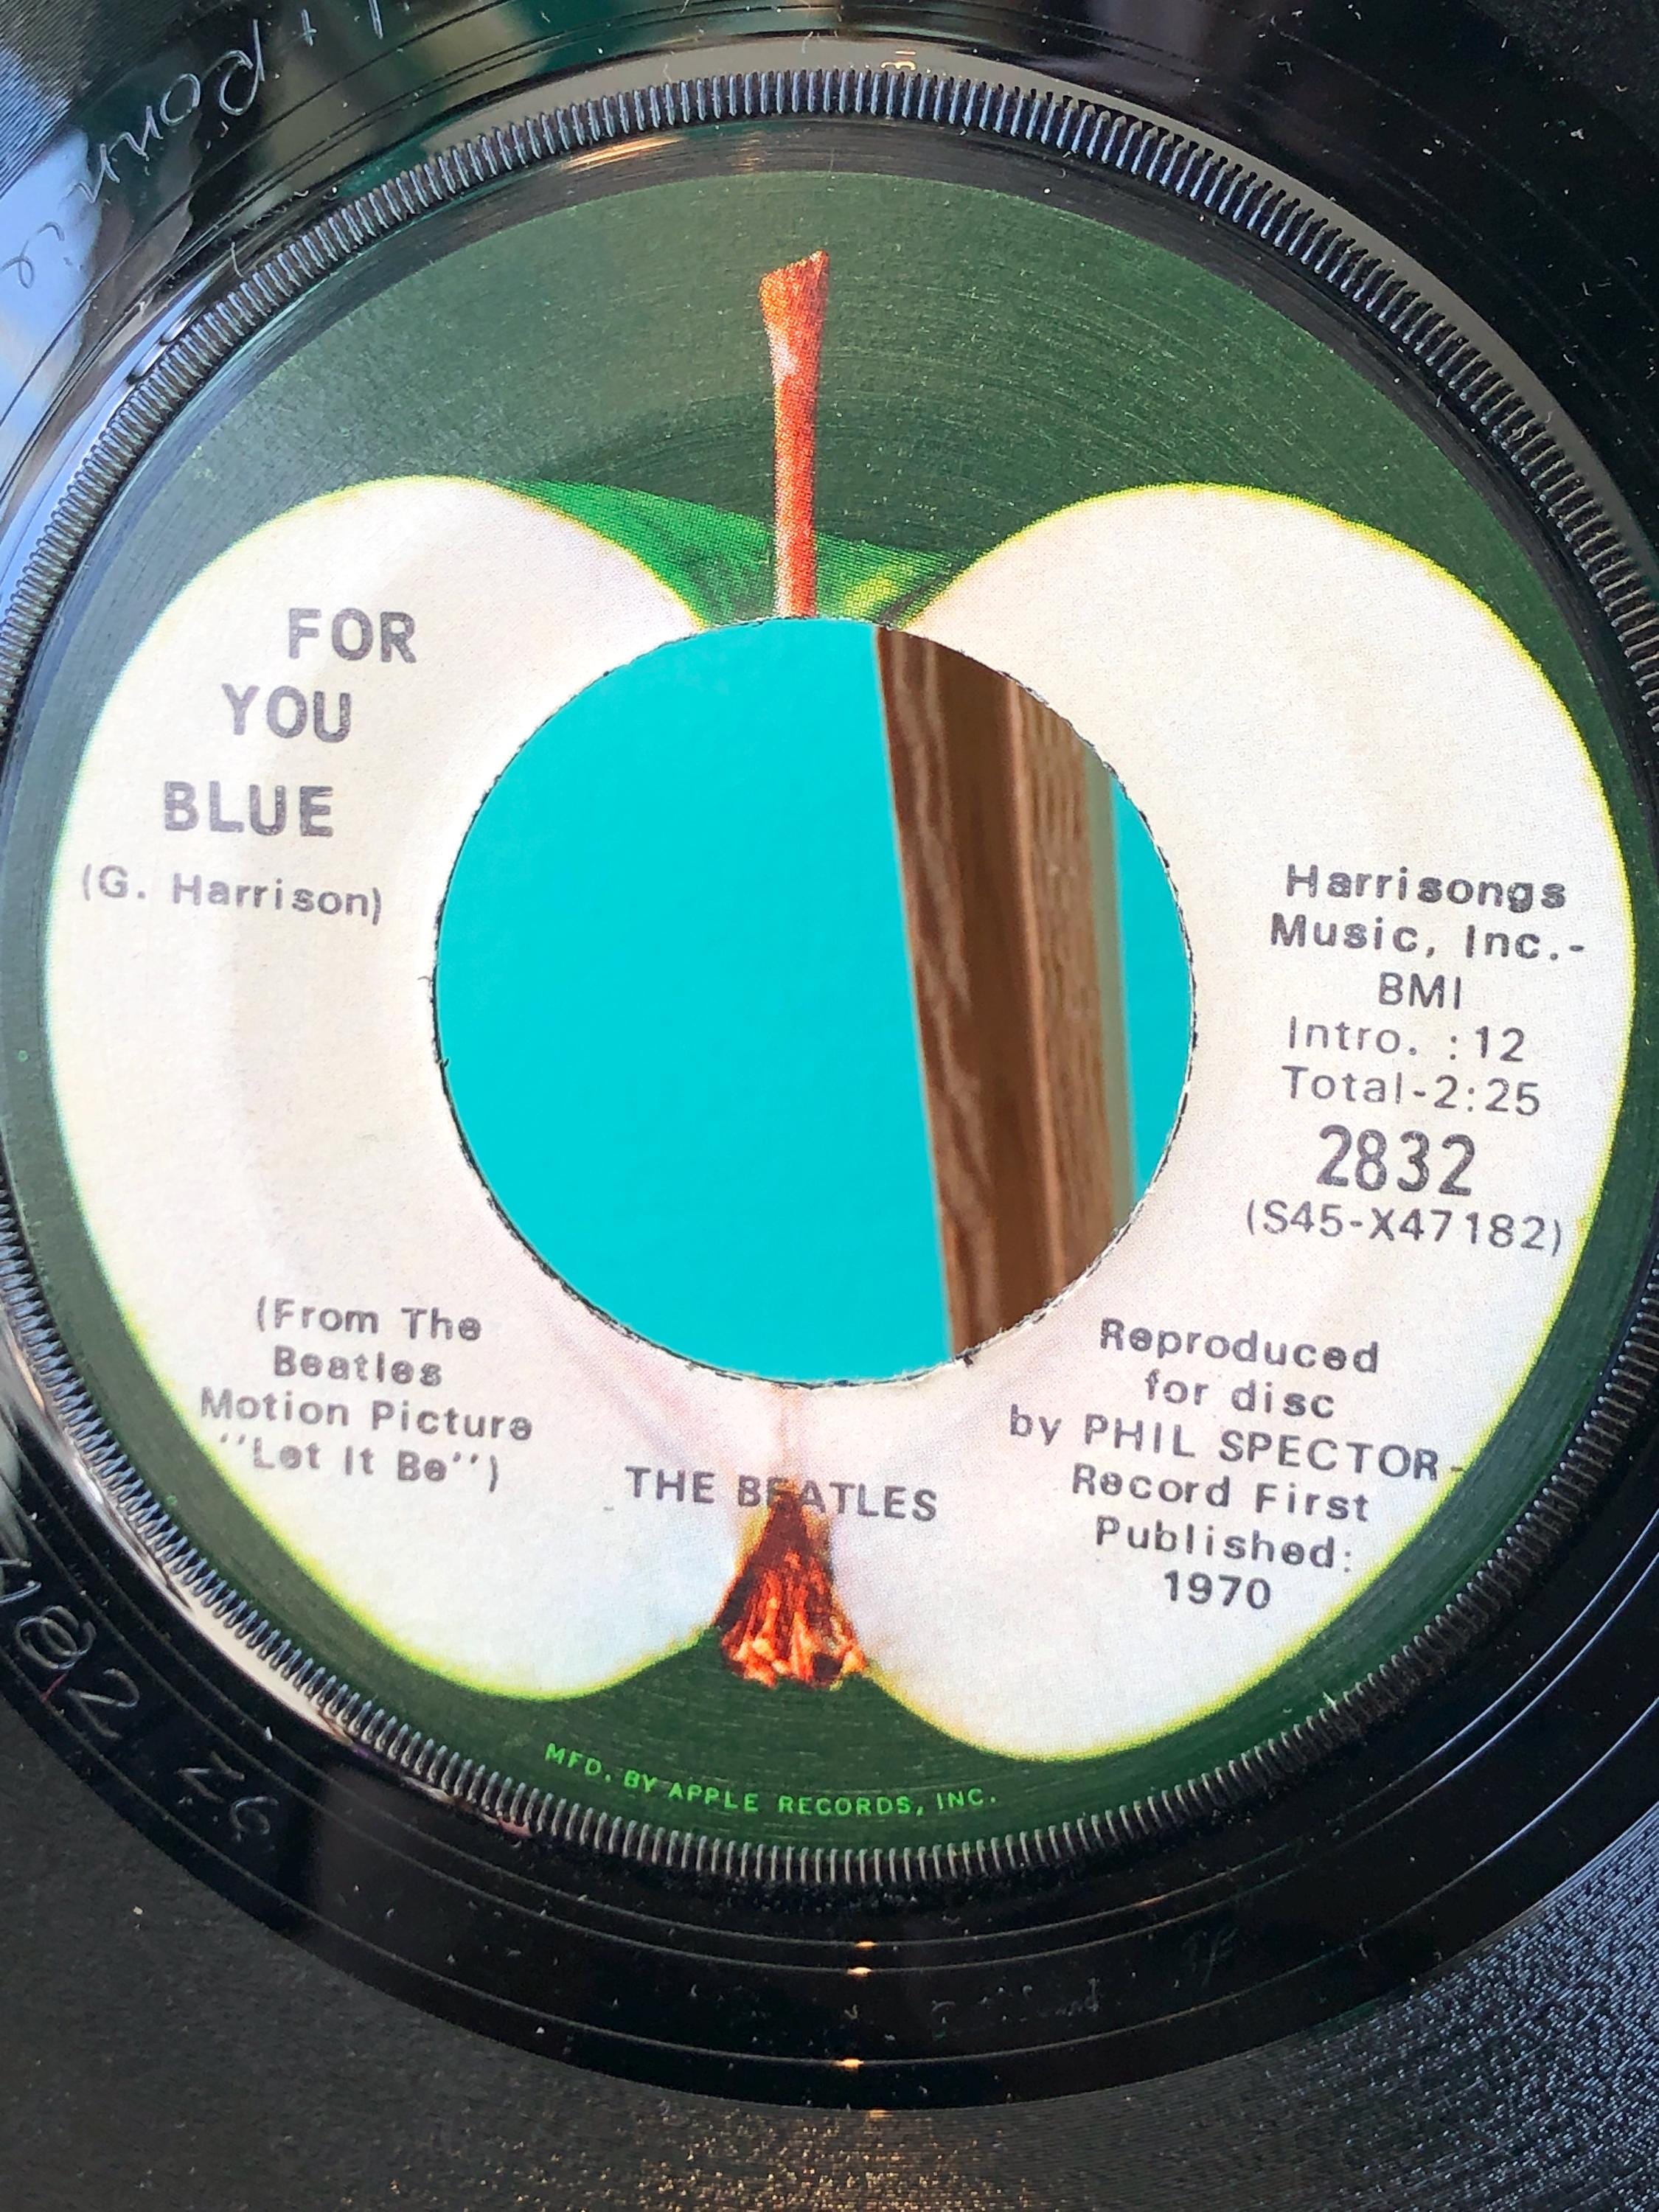 FOR
YOU
BLUE
(G. Harrison)
Harrisongs
Music, Inc.-
BMI
Intro. :12
Total-2:25
2832
(S45-X47182)
(From The
Beatles
Motion Picture
''Let It Be'')
THE BEATLES
Reproduced
for disc
by PHIL SPECTOR-
Record First
Published:
1970
MFD. BY APPLE RECORDS, INC.
+ Ronnie